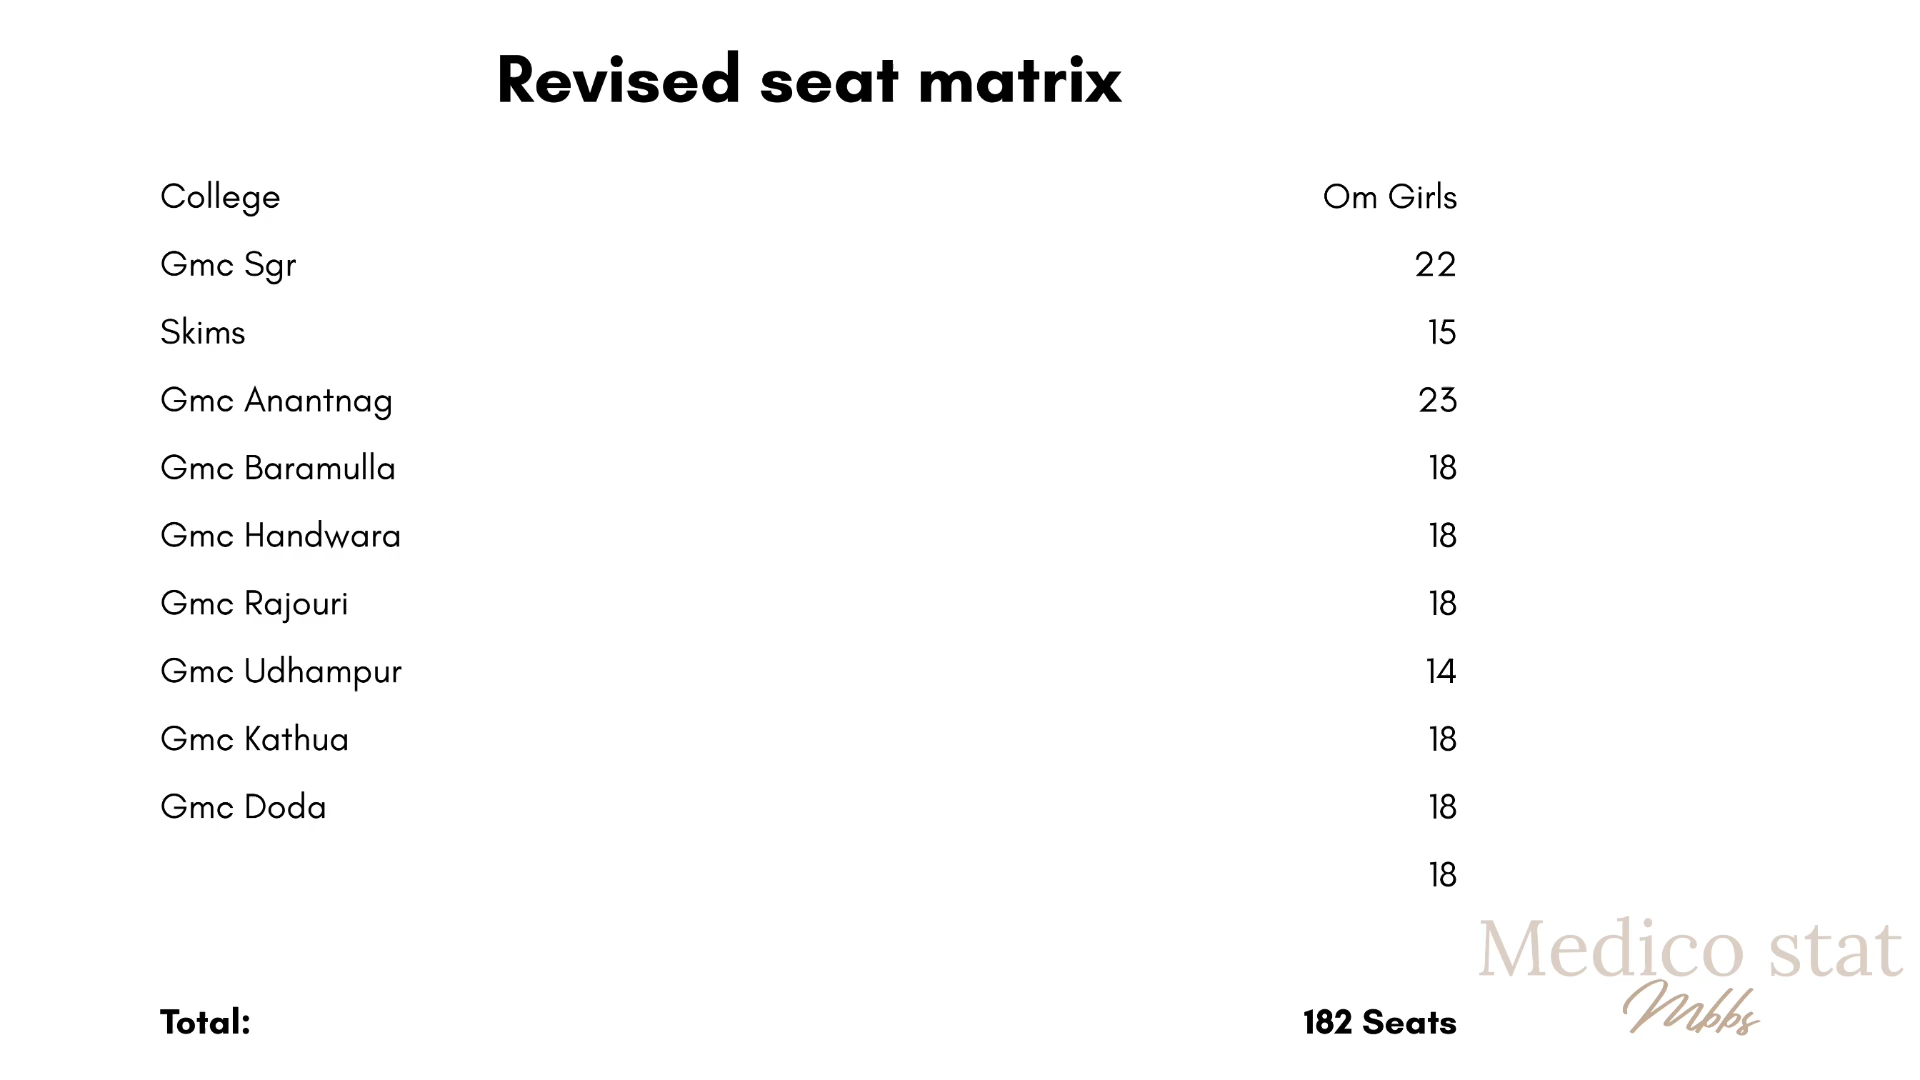 Revised seat matrix
College Om Girls
Gmc Sgr 22
Skims 15
Gmc Anantnag 23
Gmc Baramulla 18
Gmc Handwara 18
Gmc Rajouri 18
Gmc Udhampur 14
Gmc Kathua 18
Gmc Doda 18
18
Total: 182 Seats
Medico stat
Mbbs